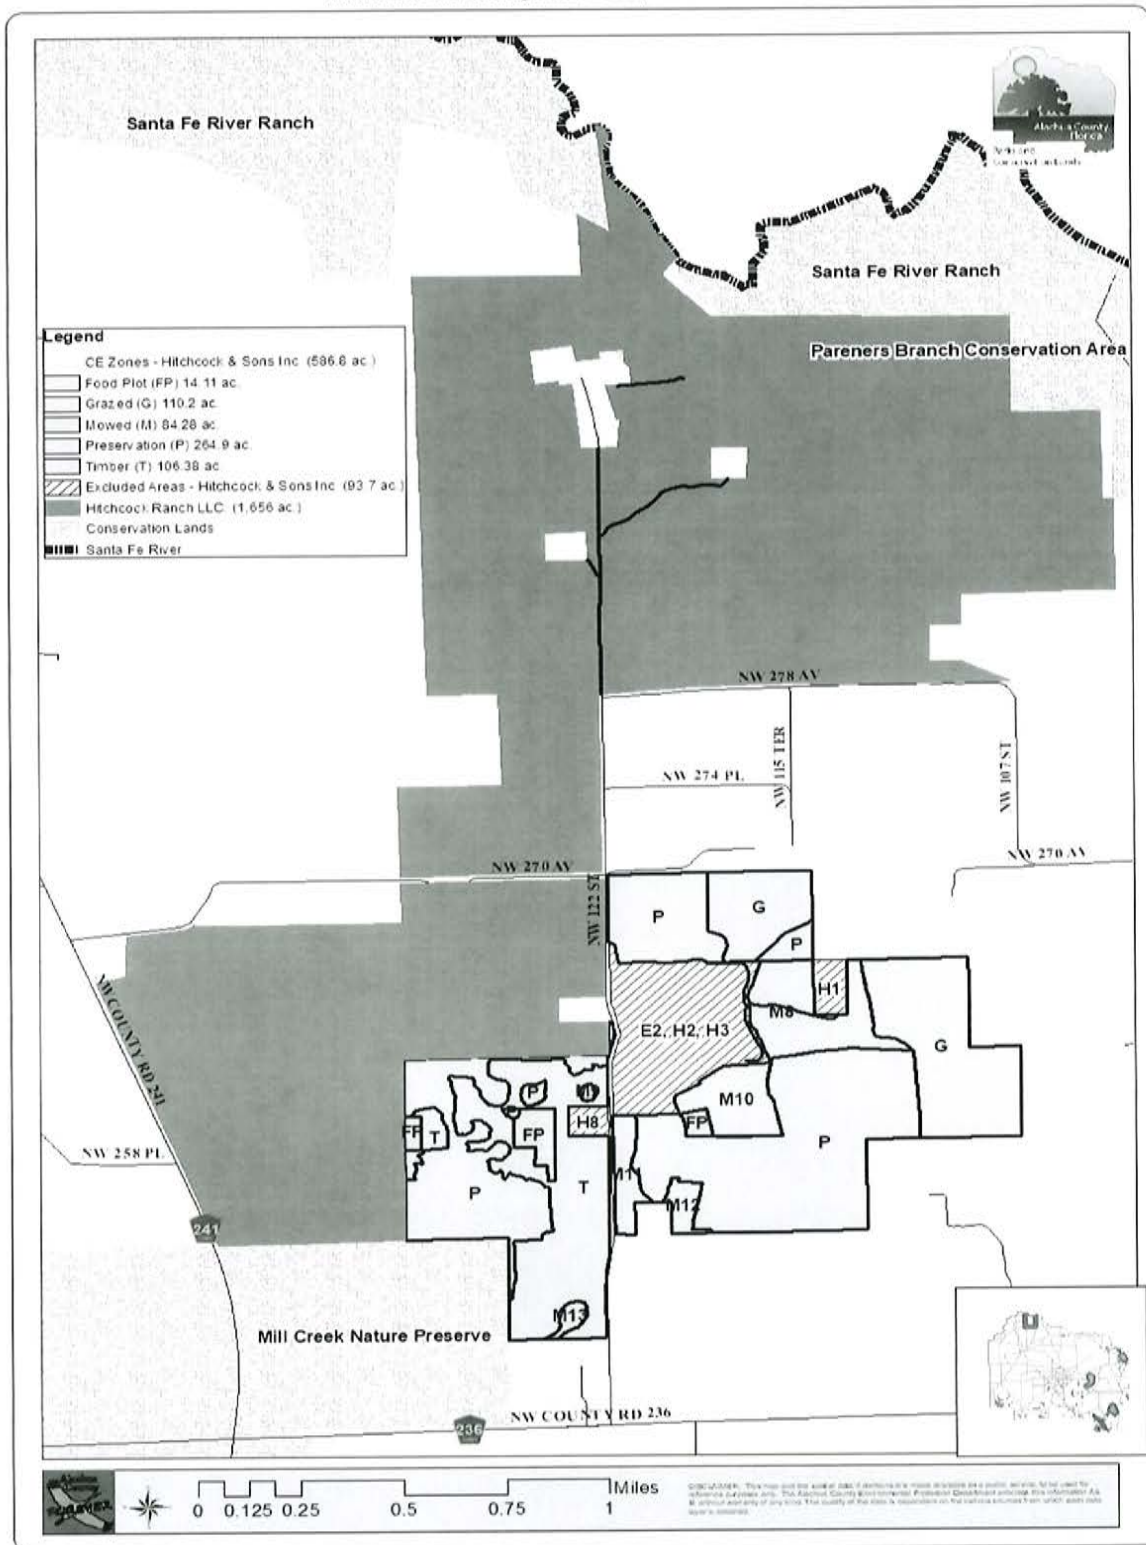 Santa Fe River Ranch
Alachua County
Florida
Santa Fe River Ranch
Legend
CE Zones - Hitchcock & Sons Inc (586.8 ac.)
Food Plot (FP) 14.11 ac.
Grazed (G) 110.2 ac.
Mowed (M) 84.28 ac.
Preservation (P) 264.9 ac.
Timber (T) 106.38 ac
Excluded Areas - Hitchcock & Sons Inc (93.7 ac.)
Hitchcock Ranch LLC. (1,656 ac.)
Conservation Lands
Santa Fe River
Pareners Branch Conservation Area
NW 278 AV
NW 115 TER
NW 107 ST
NW 274 PL
NW 270 AV
NW 270 AV
NW 122 ST
P
G
P
H1
M8
E2, H2, H3
G
NW COUNTY RD 241
P
M10
H8
FP
FP
T
FP
P
NW 258 PL
P
T
M1
M12
241
M13
Mill Creek Nature Preserve
NW COUNTY RD 236
236
0 0.125 0.25 0.5 0.75 1
Miles